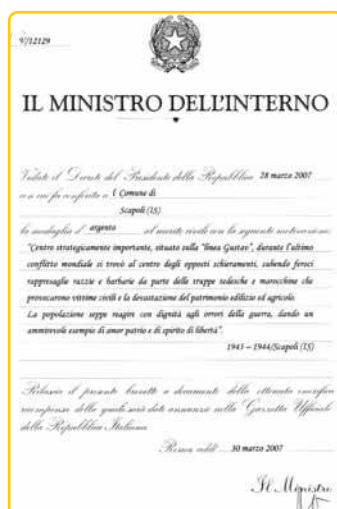 V/12129
IL MINISTRO DELL'INTERNO
Veduto il Decreto del Presidente della Repubblica 28 marzo 2007
con cui fu conferita a l Comune di
Scapoli (IS)
la medaglia d' argento al merito civile con la seguente motivazione:
"Centro strategicamente importante, situato sulla "linea Gustav", durante l'ultimo
conflitto mondiale si trovò al centro degli opposti schieramenti, subendo feroci
rappresaglie razzie e barbarie da parte delle truppe tedesche e marocchine che
provocarono vittime civili e la devastazione del patrimonio edilizio ed agricolo.
La popolazione seppe reagire con dignità agli orrori della guerra, dando un
ammirevole esempio di amor patrio e di spirito di libertà".
1943 – 1944/Scapoli (IS)
Rilascia il presente brevetto a documento della ottenuta onorifica
ricompensa della quale sarà dato annunzio nella Gazzetta Ufficiale
della Repubblica Italiana.
Roma addì 30 marzo 2007
Il Ministro